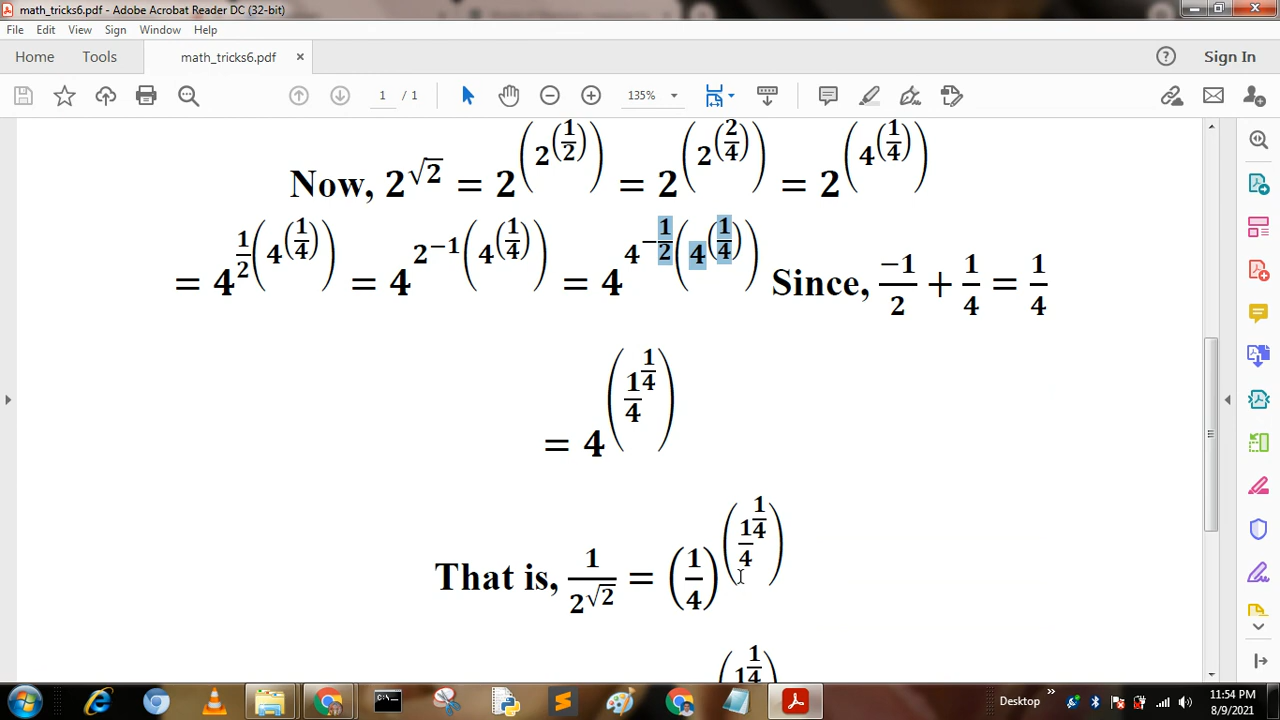 math_tricks6.pdf - Adobe Acrobat Reader DC (32-bit)
File Edit View Sign Window Help
Home Tools math_tricks6.pdf × Sign In
1 / 1 135%
Now, 2^√2 = 2^(2^(1/2)) = 2^(2^(2/4)) = 2^(4^(1/4))
= 4^(1/2(4^(1/4))) = 4^(2^−1(4^(1/4))) = 4^(4^(−1/2)(4^(1/4))) Since, −1/2 + 1/4 = 1/4
= 4^(1/4^(1/4))
That is, 1/2^√2 = (1/4)^(1/4^(1/4))
(1/4
11:54 PM
Desktop »
8/9/2021